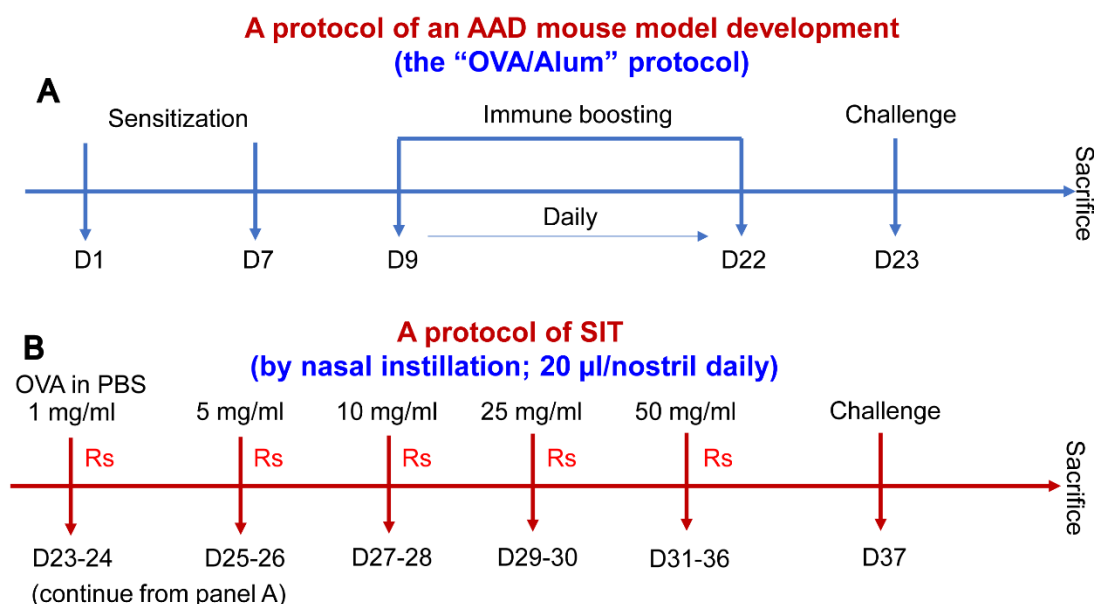 A protocol of an AAD mouse model development
(the “OVA/Alum” protocol)
A
Sensitization
Immune boosting
Challenge
Sacrifice
Daily
D1
D7
D9
D22
D23
A protocol of SIT
B
(by nasal instillation; 20 µl/nostril daily)
OVA in PBS
1 mg/ml
5 mg/ml
10 mg/ml
25 mg/ml
50 mg/ml
Challenge
Rs
Rs
Rs
Rs
Rs
Sacrifice
D23-24
D25-26
D27-28
D29-30
D31-36
D37
(continue from panel A)